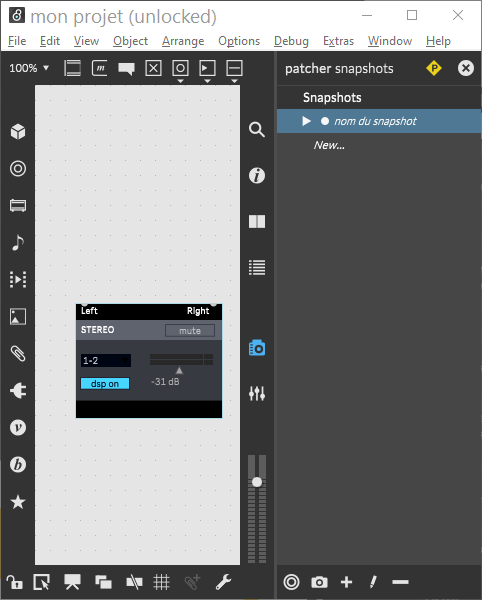 mon projet (unlocked)
File Edit View Object Arrange Options Debug Extras Window Help
100%
m
patcher snapshots
P
Snapshots
nom du snapshot
New...
Left Right
STEREO mute
1-2
dsp on
-31 dB
v
b